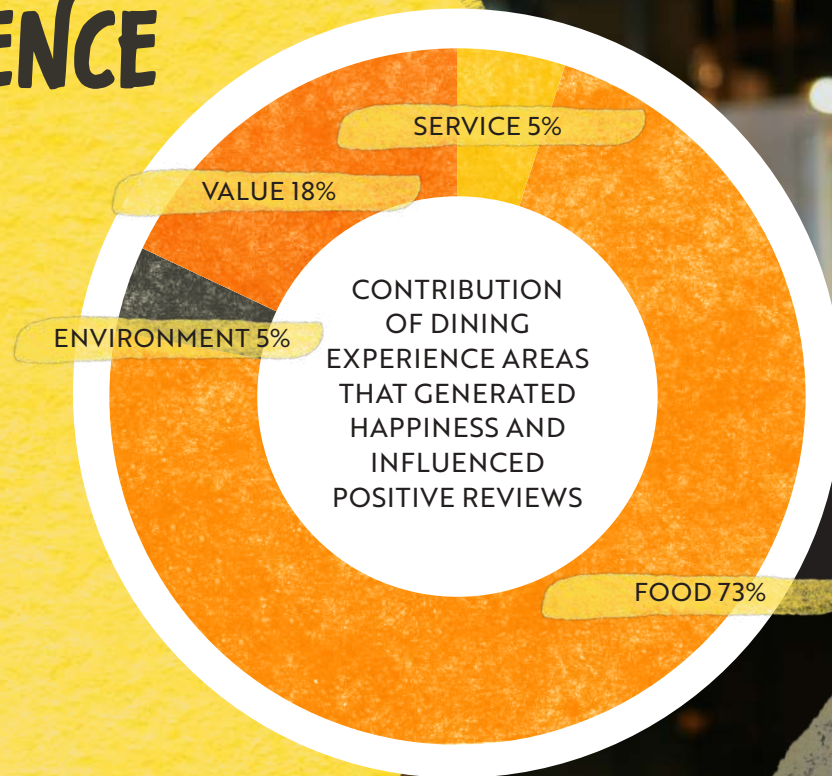 ENCE
SERVICE 5%
VALUE 18%
ENVIRONMENT 5%
CONTRIBUTION
OF DINING
EXPERIENCE AREAS
THAT GENERATED
HAPPINESS AND
INFLUENCED
POSITIVE REVIEWS
FOOD 73%